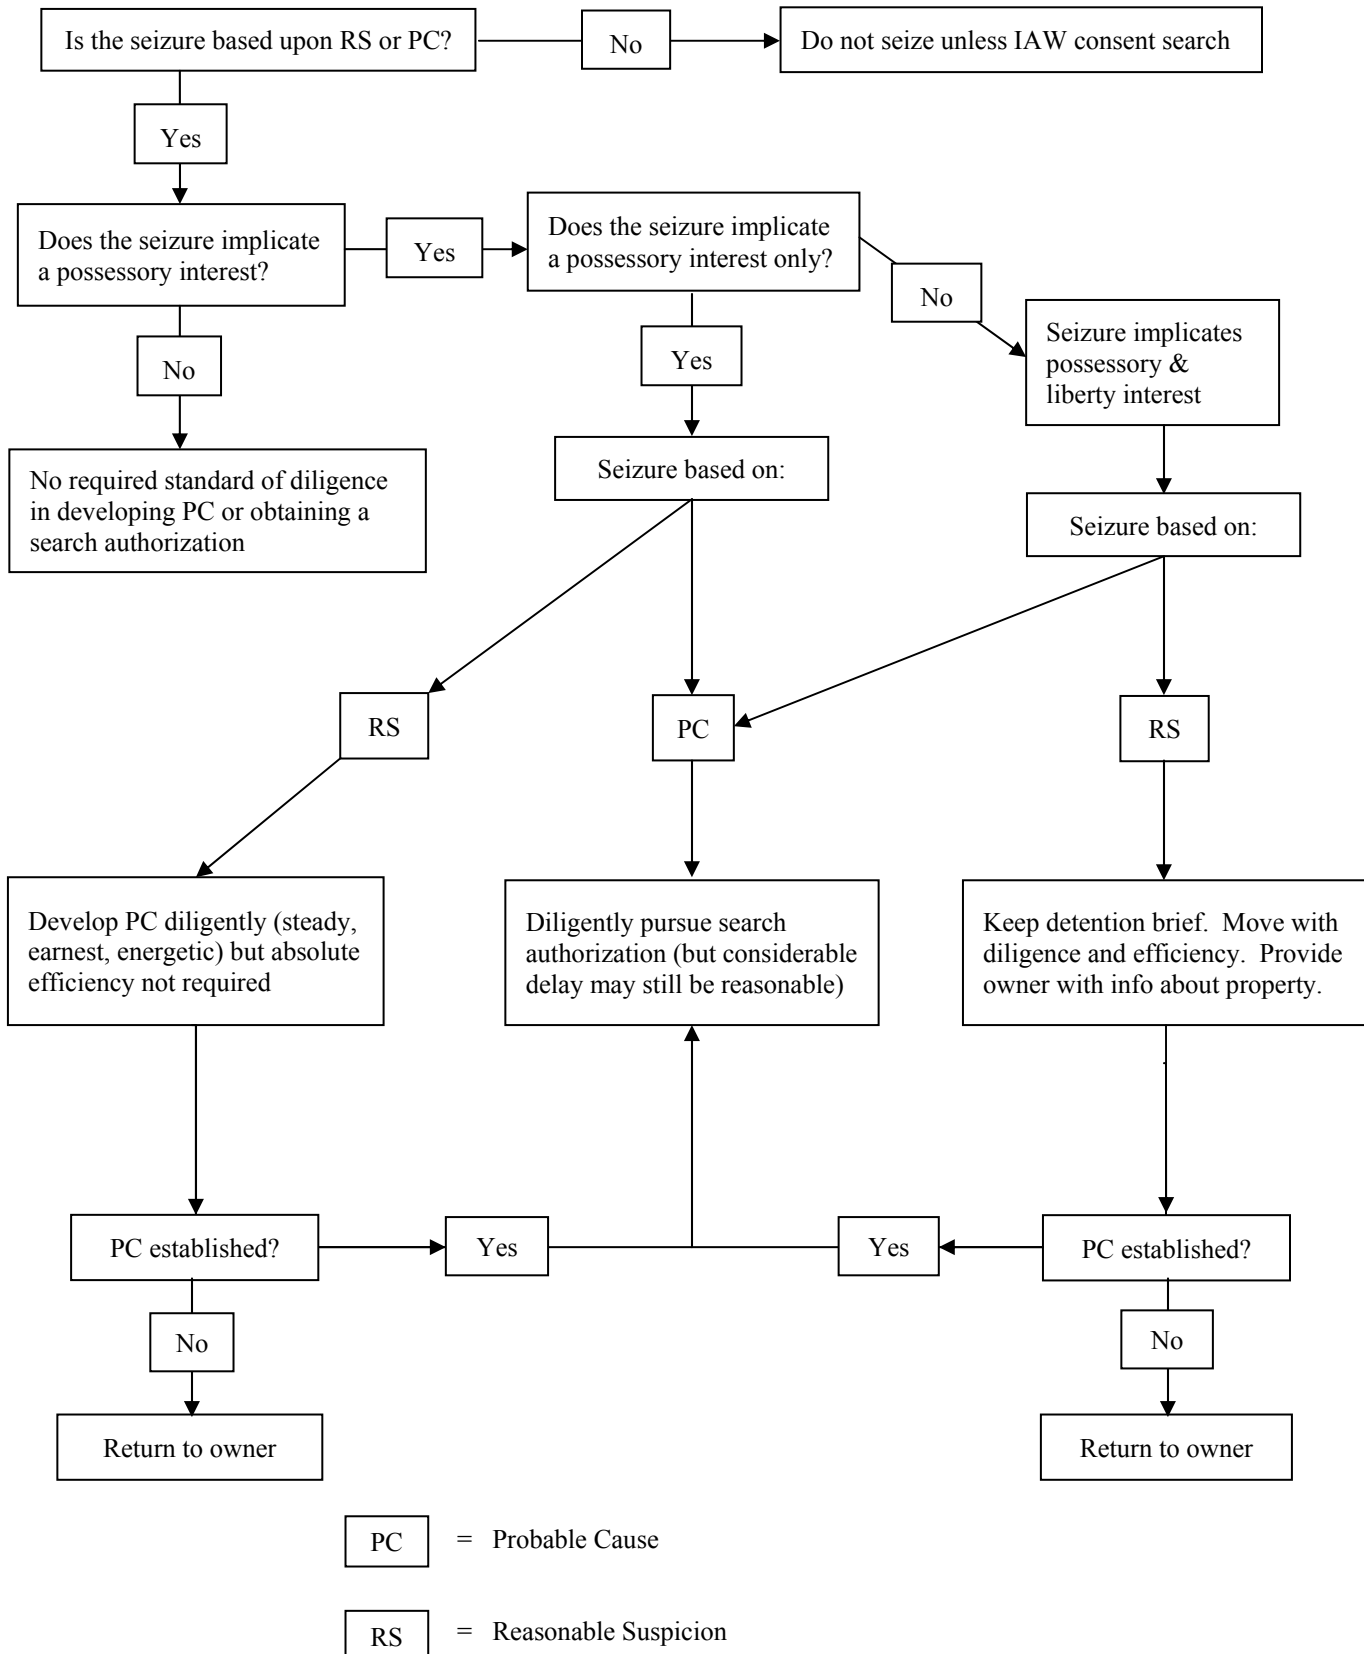 Is the seizure based upon RS or PC?
No
Do not seize unless IAW consent search
Yes
Does the seizure implicate
a possessory interest?
Yes
Does the seizure implicate
a possessory interest only?
No
Seizure implicates
possessory &
liberty interest
No
Yes
No required standard of diligence
in developing PC or obtaining a
search authorization
Seizure based on:
Seizure based on:
RS
PC
RS
Develop PC diligently (steady,
earnest, energetic) but absolute
efficiency not required
Diligently pursue search
authorization (but considerable
delay may still be reasonable)
Keep detention brief.  Move with
diligence and efficiency.  Provide
owner with info about property.
PC established?
Yes
Yes
PC established?
No
No
Return to owner
Return to owner
PC = Probable Cause
RS = Reasonable Suspicion